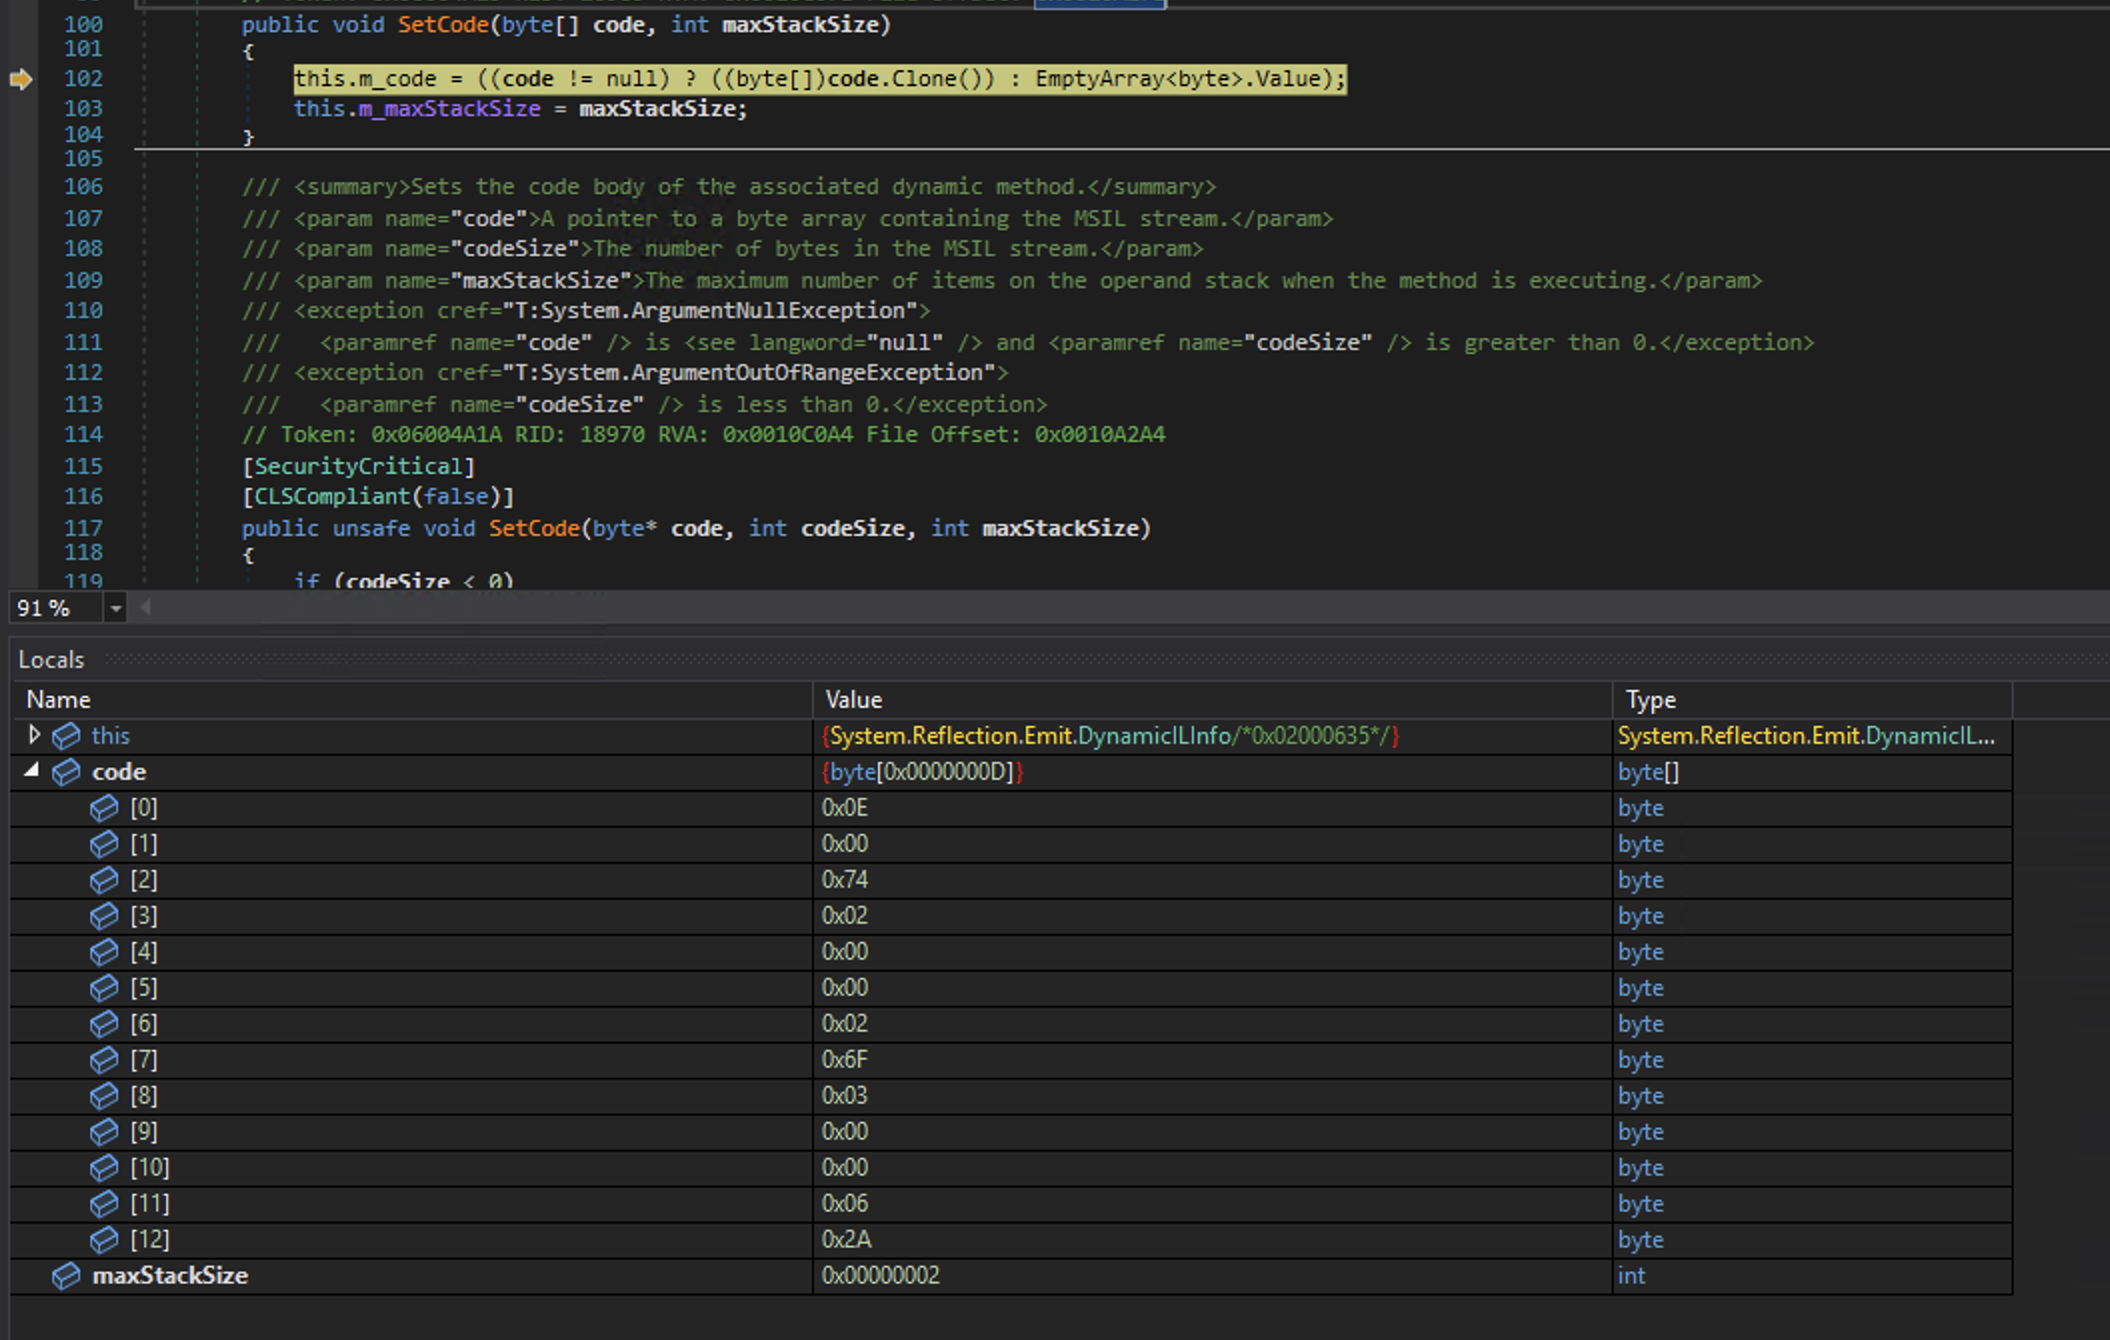 100 public void SetCode(byte[] code, int maxStackSize)
101 {
102 this.m_code = ((code != null) ? ((byte[])code.Clone()) : EmptyArray<byte>.Value);
103 this.m_maxStackSize = maxStackSize;
104 }
105
106 /// <summary>Sets the code body of the associated dynamic method.</summary>
107 /// <param name="code">A pointer to a byte array containing the MSIL stream.</param>
108 /// <param name="codeSize">The number of bytes in the MSIL stream.</param>
109 /// <param name="maxStackSize">The maximum number of items on the operand stack when the method is executing.</param>
110 /// <exception cref="T:System.ArgumentNullException">
111 /// <paramref name="code" /> is <see langword="null" /> and <paramref name="codeSize" /> is greater than 0.</exception>
112 /// <exception cref="T:System.ArgumentOutOfRangeException">
113 /// <paramref name="codeSize" /> is less than 0.</exception>
114 // Token: 0x06004A1A RID: 18970 RVA: 0x0010C0A4 File Offset: 0x0010A2A4
115 [SecurityCritical]
116 [CLSCompliant(false)]
117 public unsafe void SetCode(byte* code, int codeSize, int maxStackSize)
118 {
119 if (codeSize < 0)
91 %
Locals
Name Value Type
this {System.Reflection.Emit.DynamicILInfo/*0x02000635*/} System.Reflection.Emit.DynamicIL...
code {byte[0x0000000D]} byte[]
[0] 0x0E byte
[1] 0x00 byte
[2] 0x74 byte
[3] 0x02 byte
[4] 0x00 byte
[5] 0x00 byte
[6] 0x02 byte
[7] 0x6F byte
[8] 0x03 byte
[9] 0x00 byte
[10] 0x00 byte
[11] 0x06 byte
[12] 0x2A byte
maxStackSize 0x00000002 int